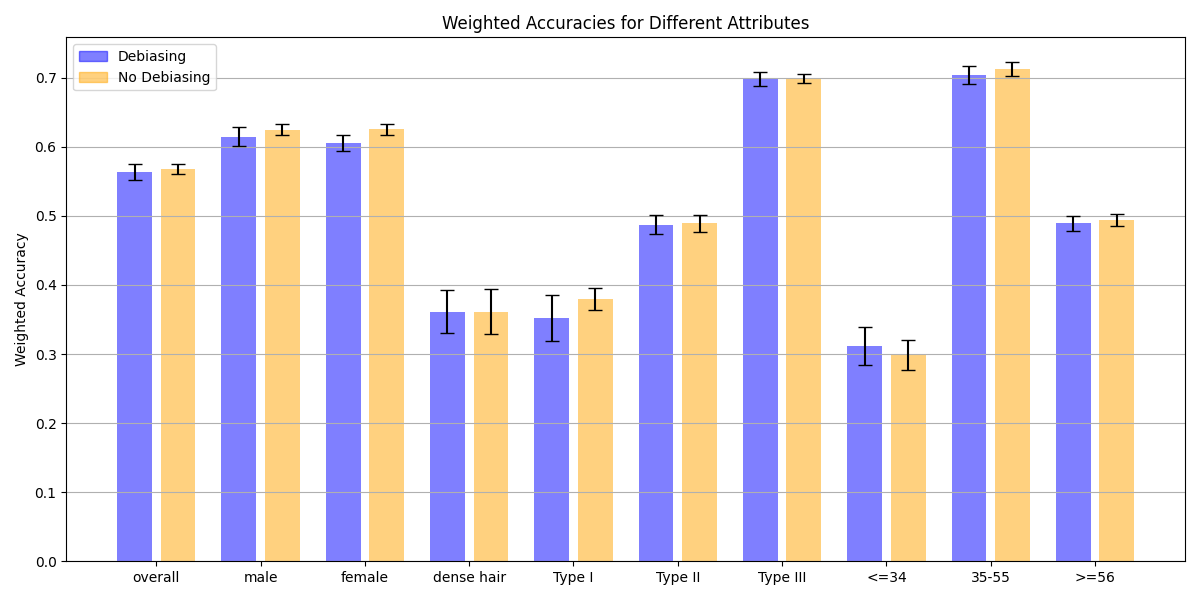 Weighted Accuracies for Different Attributes
Debiasing
No Debiasing
Weighted Accuracy
0.7
0.6
0.5
0.4
0.3
0.2
0.1
0.0
overall male female dense hair Type I Type II Type III <=34 35-55 >=56